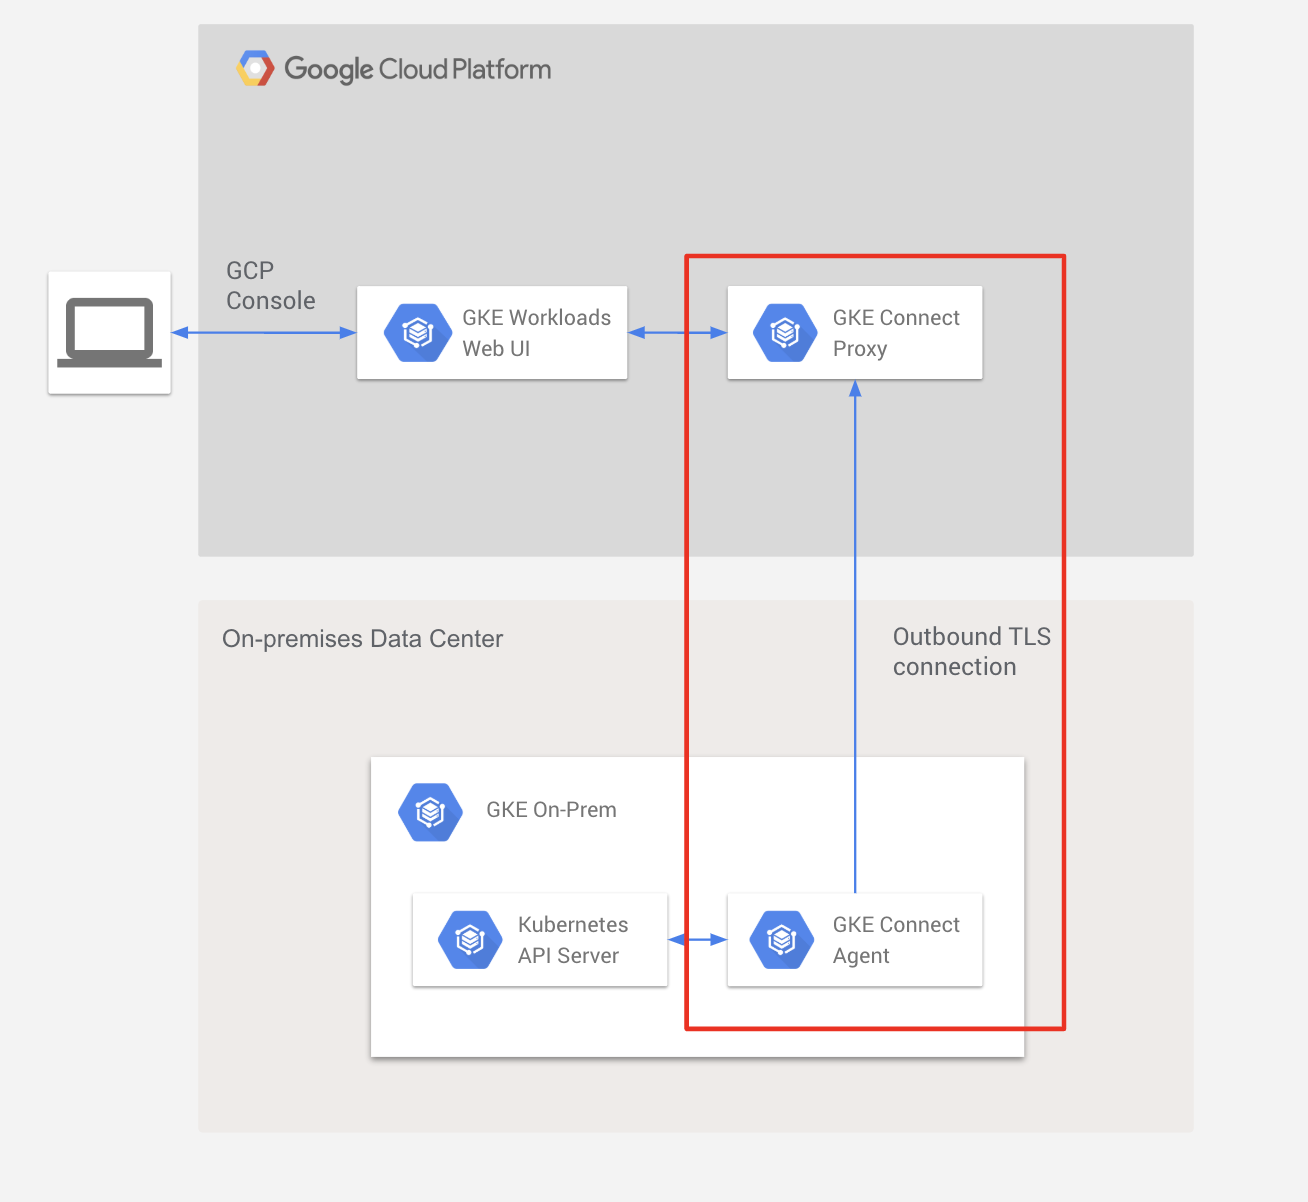 Google Cloud Platform
GCP
Console
GKE Workloads
Web UI
GKE Connect
Proxy
On-premises Data Center
Outbound TLS
connection
GKE On-Prem
Kubernetes
API Server
GKE Connect
Agent